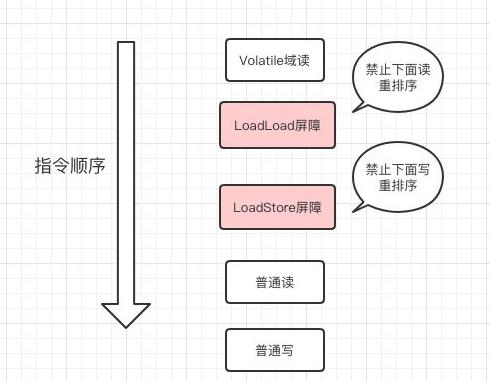 Volatile域读
禁止下面读
重排序
LoadLoad屏障
指令顺序
禁止下面写
重排序
LoadStore屏障
普通读
普通写